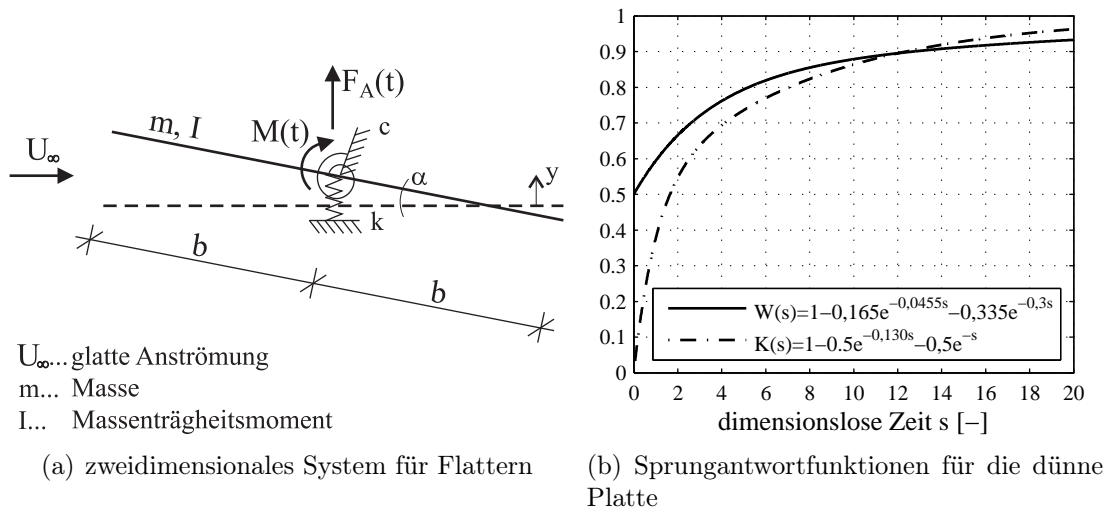 F_A(t)
M(t)
m, I
c
U∞
α
y
k
b
b
U∞... glatte Anströmung
m... Masse
I... Massenträgheitsmoment
(a) zweidimensionales System für Flattern
1
0.9
0.8
0.7
0.6
0.5
0.4
0.3
0.2
0.1
0
W(s)=1−0,165e^−0,0455s−0,335e^−0,3s
K(s)=1−0.5e^−0,130s−0,5e^−s
0 2 4 6 8 10 12 14 16 18 20
dimensionslose Zeit s [−]
(b) Sprungantwortfunktionen für die dünne
Platte